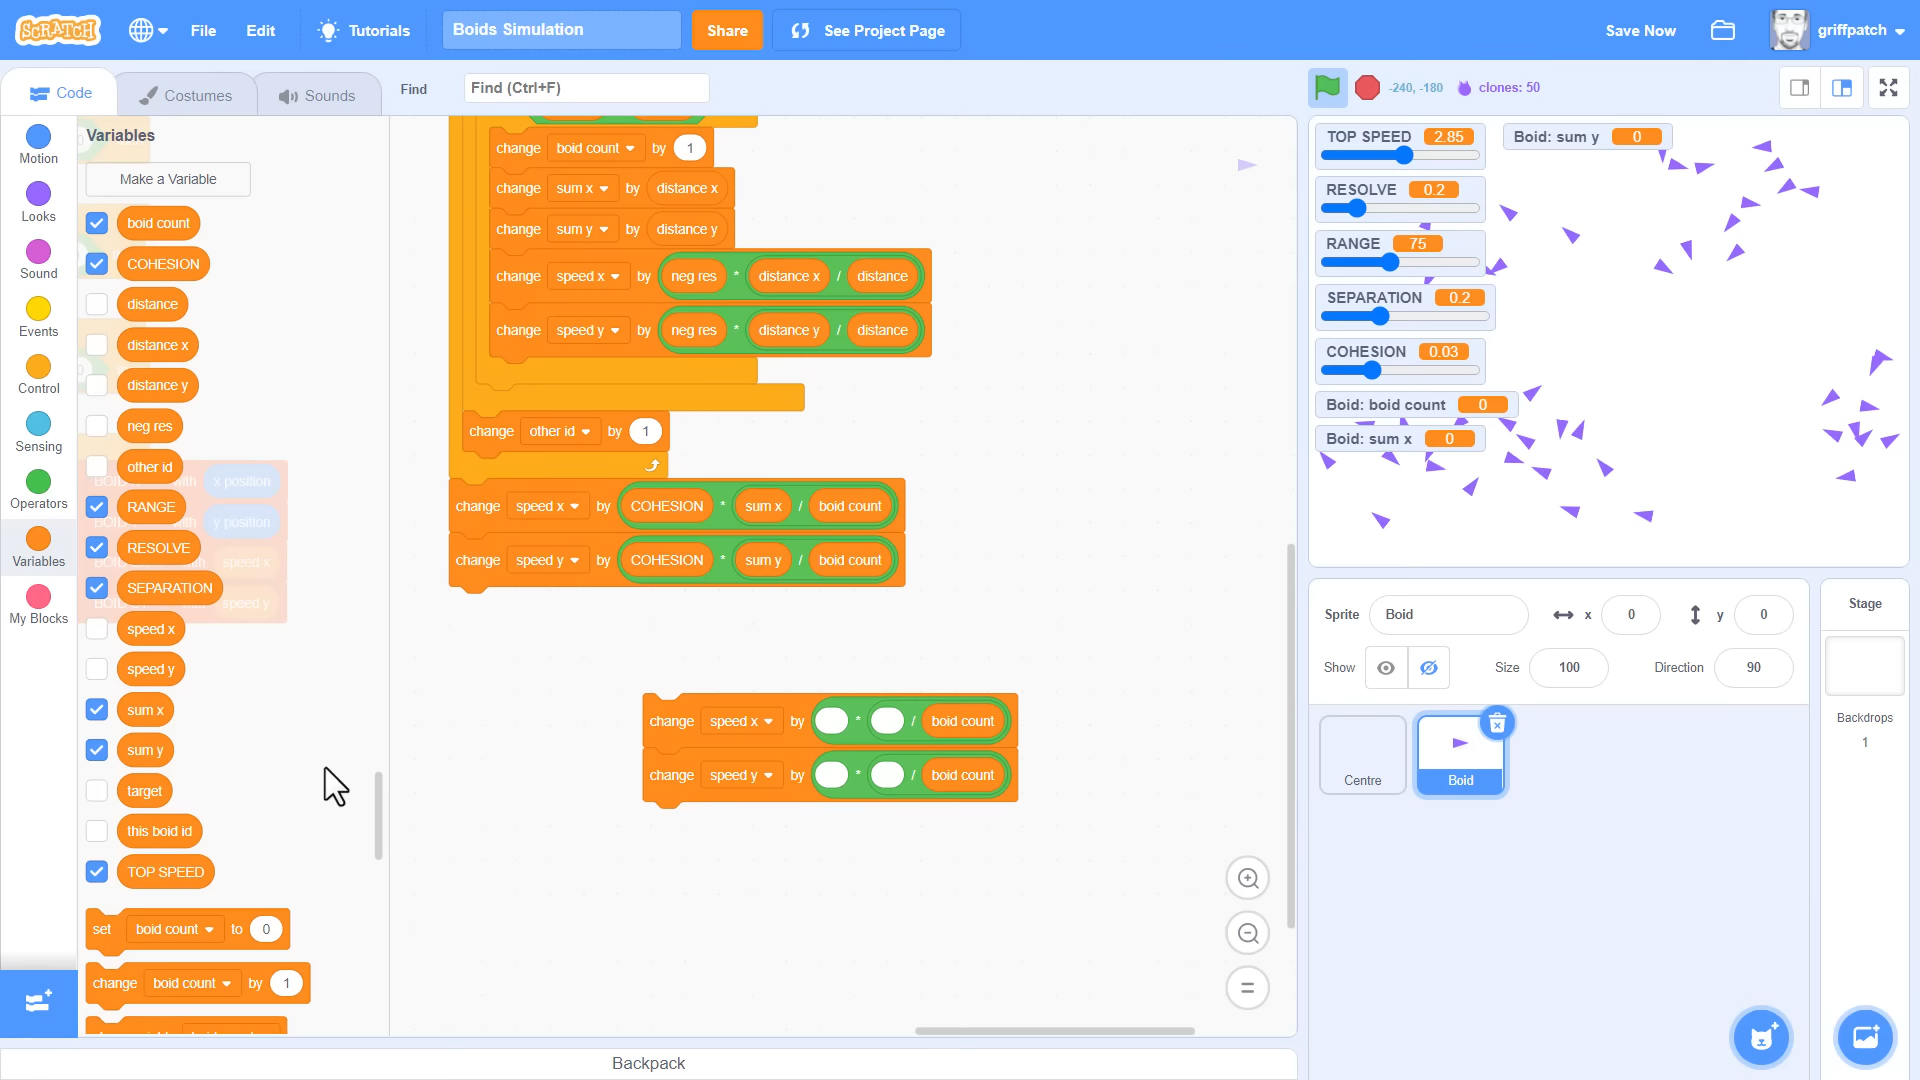 SCRATCH
File
Edit
Tutorials
Boids Simulation
Share
See Project Page
Save Now
griffpatch
Code
Costumes
Sounds
Find
Find (Ctrl+F)
-240, -180
clones: 50
Motion
Looks
Sound
Events
Control
Sensing
Operators
Variables
My Blocks
Variables
Make a Variable
boid count
COHESION
distance
distance x
distance y
neg res
other id
RANGE
RESOLVE
SEPARATION
speed x
speed y
sum x
sum y
target
this boid id
TOP SPEED
set boid count to 0
change boid count by 1
with x position
with y position
speed x
speed y
change boid count by 1
change sum x by distance x
change sum y by distance y
change speed x by neg res * distance x / distance
change speed y by neg res * distance y / distance
change other id by 1
change speed x by COHESION * sum x / boid count
change speed y by COHESION * sum y / boid count
change speed x by * / boid count
change speed y by * / boid count
Backpack
TOP SPEED 2.85
Boid: sum y 0
RESOLVE 0.2
RANGE 75
SEPARATION 0.2
COHESION 0.03
Boid: boid count 0
Boid: sum x 0
Sprite Boid x 0 y 0
Show Size 100 Direction 90
Centre
Boid
Stage
Backdrops
1